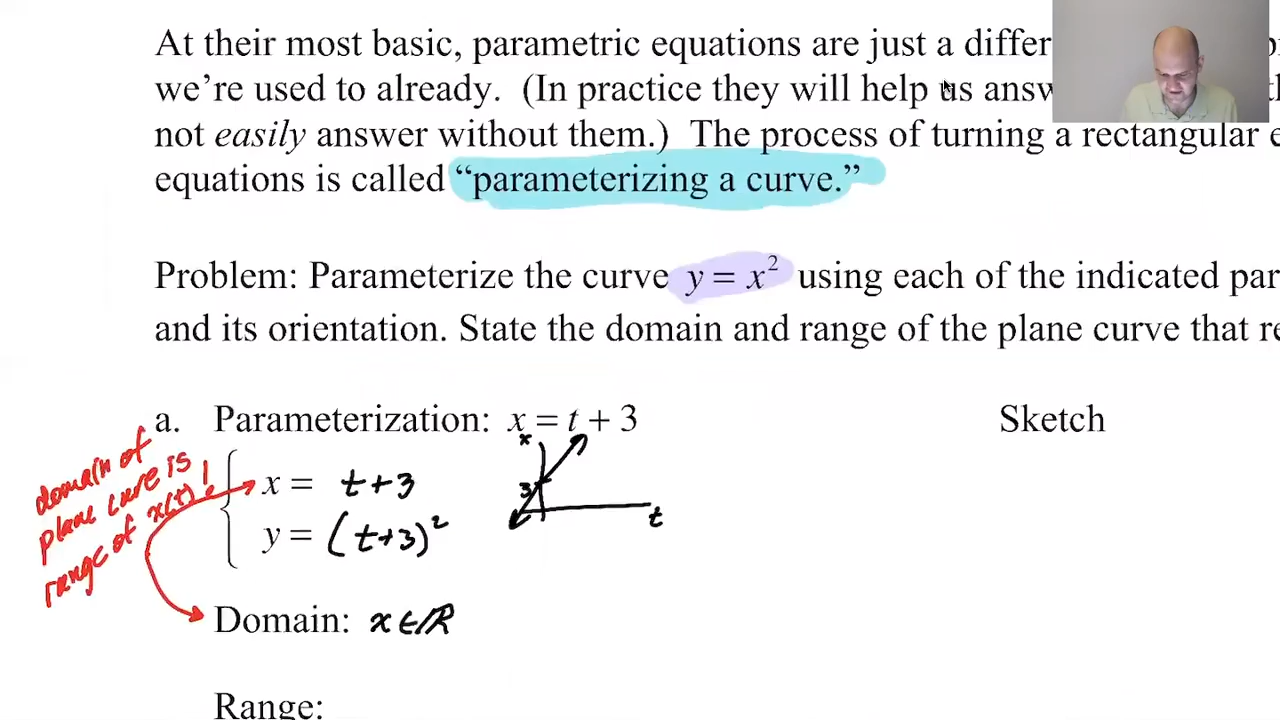 At their most basic, parametric equations are just a differ
we're used to already. (In practice they will help us answ
not easily answer without them.) The process of turning a rectangular e
equations is called “parameterizing a curve.”
Problem: Parameterize the curve y = x² using each of the indicated par
and its orientation. State the domain and range of the plane curve that re
a. Parameterization: x = t + 3
Sketch
domain of
plane curve is
range of x(t)!
x = t+3
y = (t+3)²
x
3
t
Domain: x ∈ ℝ
Range: